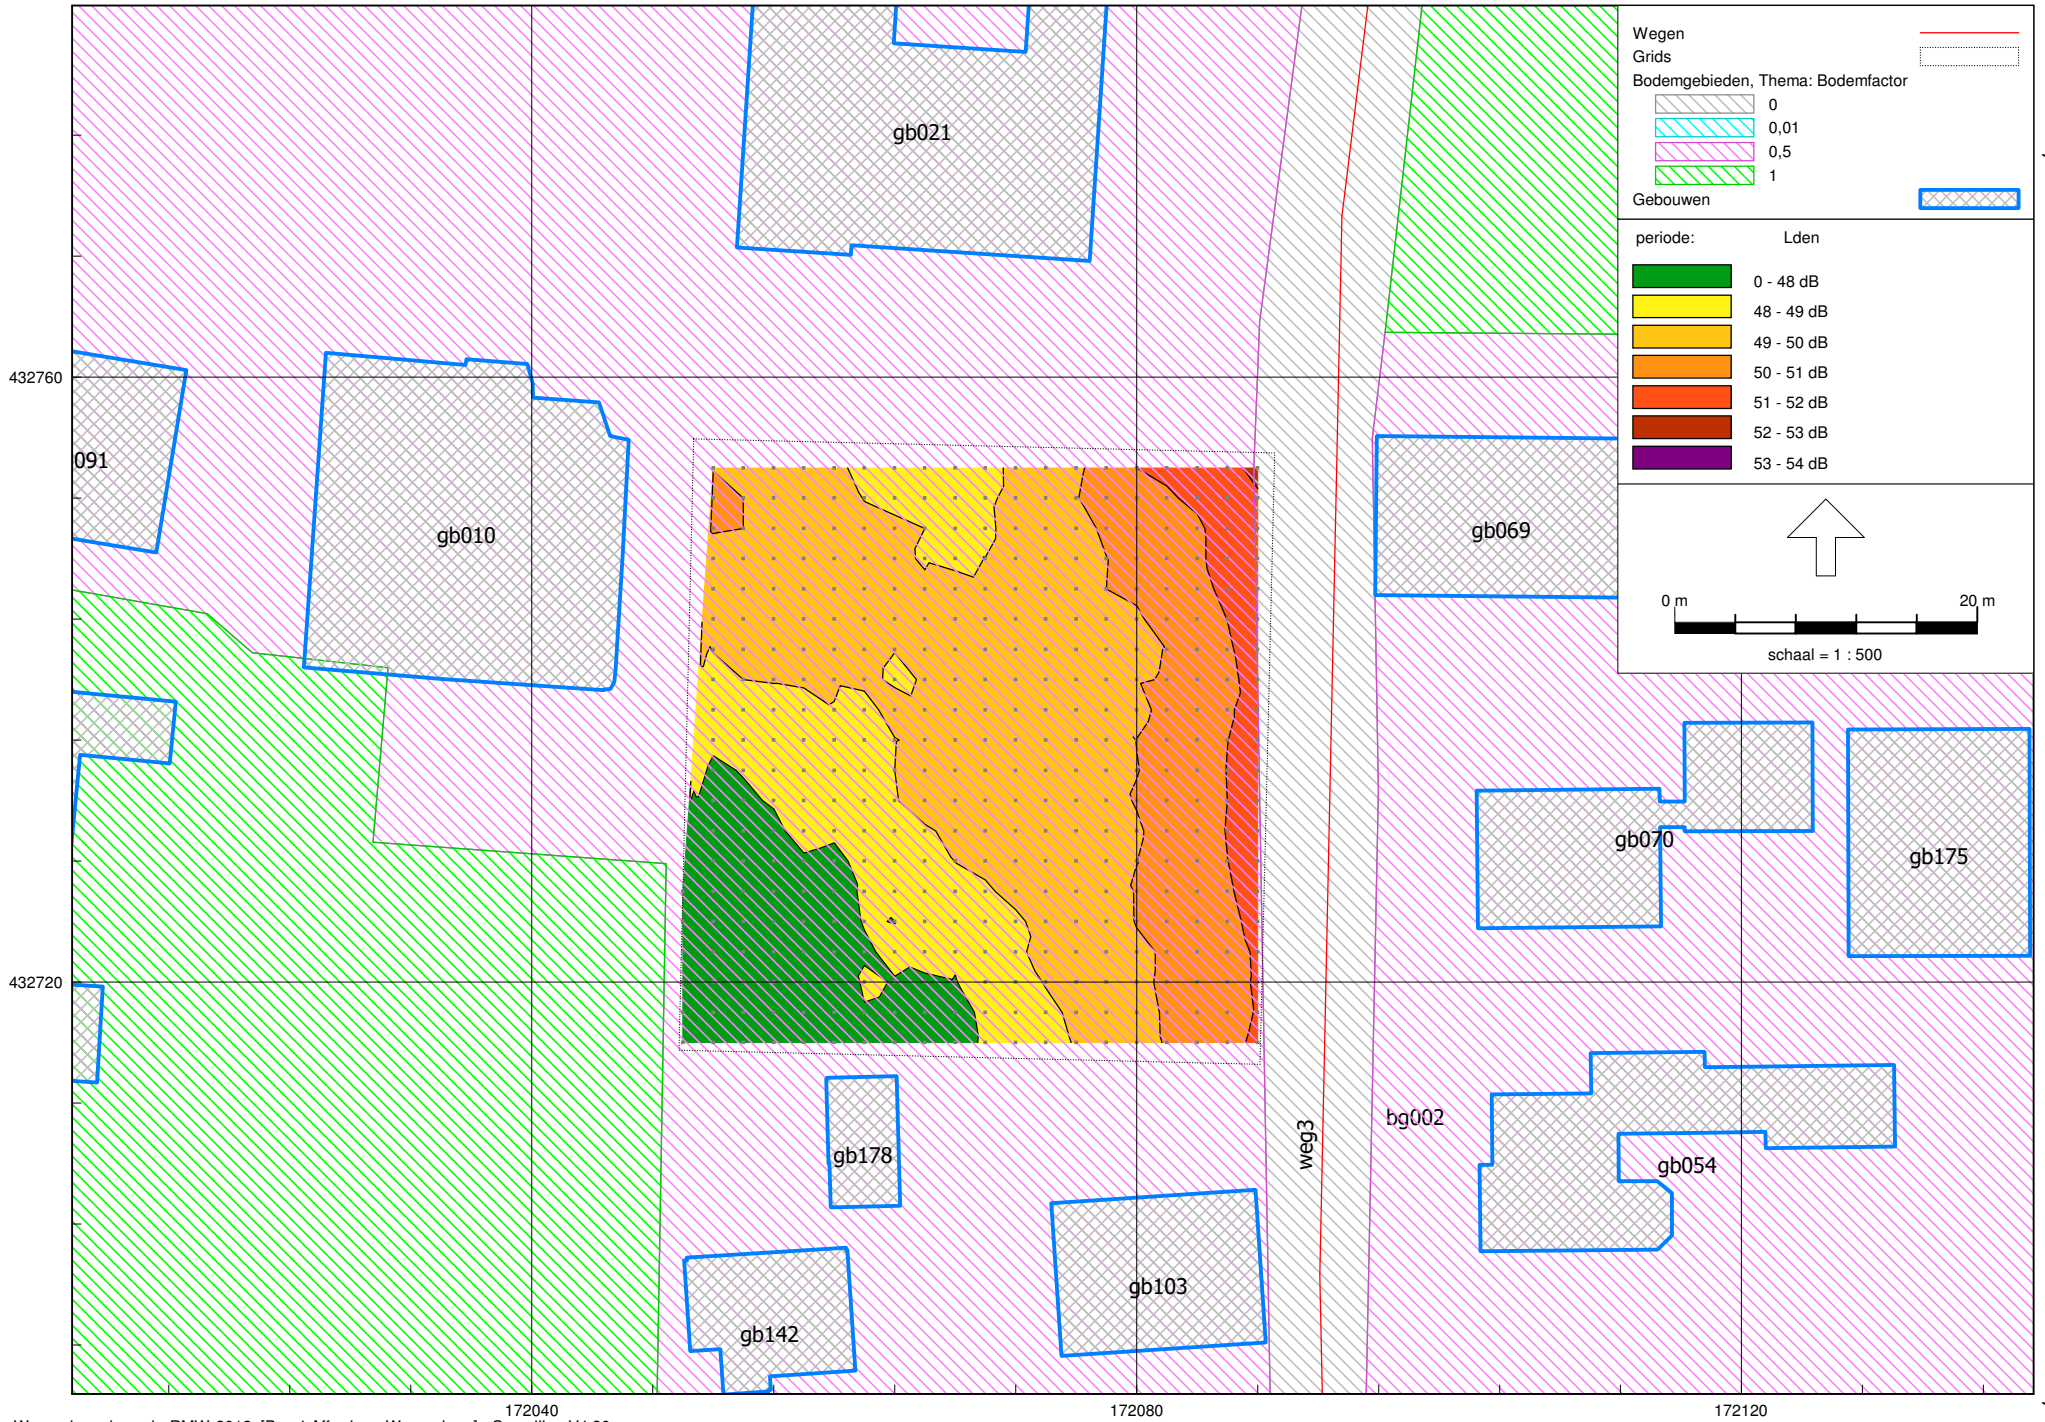 Wegen
Grids
Bodemgebieden, Thema: Bodemfactor
0
0,01
0,5
1
Gebouwen
periode: Lden
0 - 48 dB
48 - 49 dB
49 - 50 dB
50 - 51 dB
51 - 52 dB
52 - 53 dB
53 - 54 dB
0 m 20 m
schaal = 1 : 500
gb021
432760
091
gb010
gb069
gb070
gb175
432720
weg3
bg002
gb178
gb054
gb103
gb142
172040 172080 172120